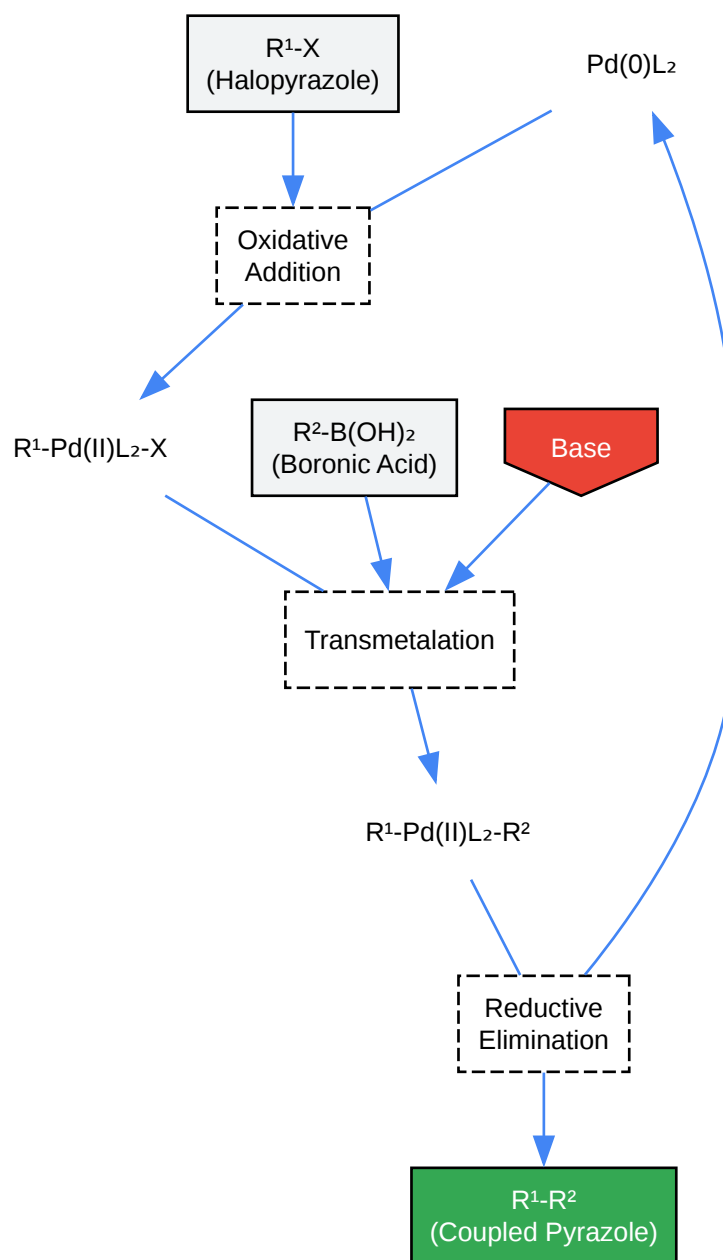 R¹-X
(Halopyrazole)
Pd(0)L₂
Oxidative
Addition
R¹-Pd(II)L₂-X
R²-B(OH)₂
(Boronic Acid)
Base
Transmetalation
R¹-Pd(II)L₂-R²
Reductive
Elimination
R¹-R²
(Coupled Pyrazole)